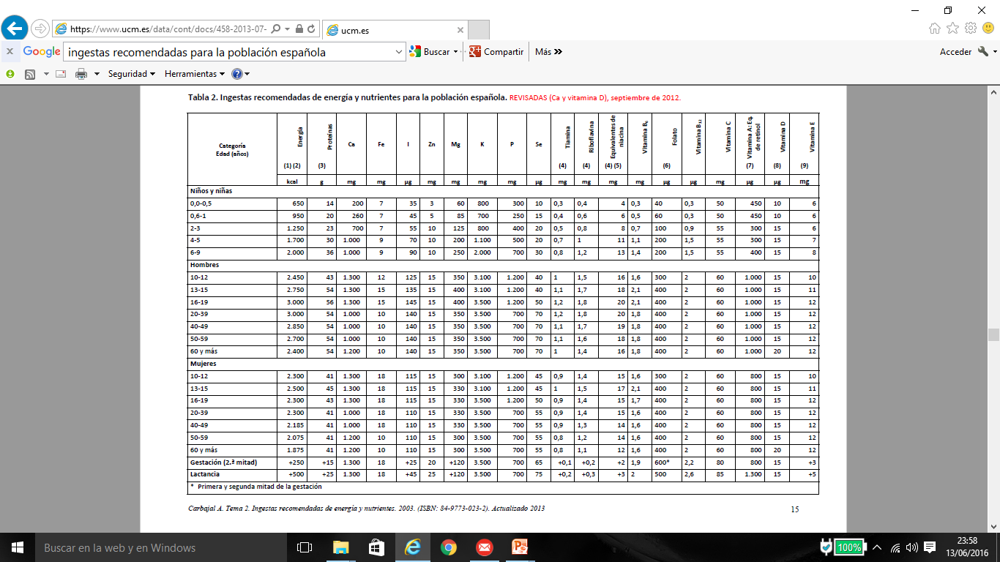 https://www.ucm.es/data/cont/docs/458-2013-07-
ucm.es
x Google ingestas recomendadas para la población española Buscar Compartir Más Acceder
Seguridad Herramientas
Tabla 2. Ingestas recomendadas de energía y nutrientes para la población española. REVISADAS (Ca y vitamina D), septiembre de 2012.
Categoría Edad (años) Energía (1) (2) Proteínas (3) Ca Fe I Zn Mg K P Se Tiamina (4) Riboflavina (4) Equivalentes de niacina (4) (5) Vitamina B6 Folato (6) Vitamina B12 Vitamina C Vitamina A: Eq. de retinol (7) Vitamina D (8) Vitamina E (9)
kcal g mg mg µg mg mg mg mg µg mg mg mg mg µg µg mg µg µg mg
Niños y niñas
0,0-0,5 650 14 200 7 35 3 60 800 300 10 0,3 0,4 4 0,3 40 0,3 50 450 10 6
0,6-1 950 20 260 7 45 5 85 700 250 15 0,4 0,6 6 0,5 60 0,3 50 450 10 6
2-3 1.250 23 700 7 55 10 125 800 400 20 0,5 0,8 8 0,7 100 0,9 55 300 15 6
4-5 1.700 30 1.000 9 70 10 200 1.100 500 20 0,7 1 11 1,1 200 1,5 55 300 15 7
6-9 2.000 36 1.000 9 90 10 250 2.000 700 30 0,8 1,2 13 1,4 200 1,5 55 400 15 8
Hombres
10-12 2.450 43 1.300 12 125 15 350 3.100 1.200 40 1 1,5 16 1,6 300 2 60 1.000 15 10
13-15 2.750 54 1.300 15 135 15 400 3.100 1.200 40 1,1 1,7 18 2,1 400 2 60 1.000 15 11
16-19 3.000 56 1.300 15 145 15 400 3.500 1.200 50 1,2 1,8 20 2,1 400 2 60 1.000 15 12
20-39 3.000 54 1.000 10 140 15 350 3.500 700 70 1,2 1,8 20 1,8 400 2 60 1.000 15 12
40-49 2.850 54 1.000 10 140 15 350 3.500 700 70 1,1 1,7 19 1,8 400 2 60 1.000 15 12
50-59 2.700 54 1.000 10 140 15 350 3.500 700 70 1,1 1,6 18 1,8 400 2 60 1.000 15 12
60 y más 2.400 54 1.200 10 140 15 350 3.500 700 70 1 1,4 16 1,8 400 2 60 1.000 20 12
Mujeres
10-12 2.300 41 1.300 18 115 15 300 3.100 1.200 45 0,9 1,4 15 1,6 300 2 60 800 15 10
13-15 2.500 45 1.300 18 115 15 330 3.100 1.200 45 1 1,5 17 2,1 400 2 60 800 15 11
16-19 2.300 43 1.300 18 115 15 330 3.500 1.200 50 0,9 1,4 15 1,7 400 2 60 800 15 12
20-39 2.300 41 1.000 18 110 15 330 3.500 700 55 0,9 1,4 15 1,6 400 2 60 800 15 12
40-49 2.185 41 1.000 18 110 15 330 3.500 700 55 0,9 1,3 14 1,6 400 2 60 800 15 12
50-59 2.075 41 1.200 10 110 15 300 3.500 700 55 0,8 1,2 14 1,6 400 2 60 800 15 12
60 y más 1.875 41 1.200 10 110 15 300 3.500 700 55 0,8 1,1 12 1,6 400 2 60 800 20 12
Gestación (2.ª mitad) +250 +15 1.300 18 +25 20 +120 3.500 700 65 +0,1 +0,2 +2 1,9 600* 2,2 80 800 15 +3
Lactancia +500 +25 1.300 18 +45 25 +120 3.500 700 75 +0,2 +0,3 +3 2 500 2,6 85 1.300 15 +5
* Primera y segunda mitad de la gestación
Carbajal A. Tema 2. Ingestas recomendadas de energía y nutrientes. 2003. (ISBN: 84-9773-023-2). Actualizado 2013 15
Buscar en la web y en Windows 100% 23:58
13/06/2016